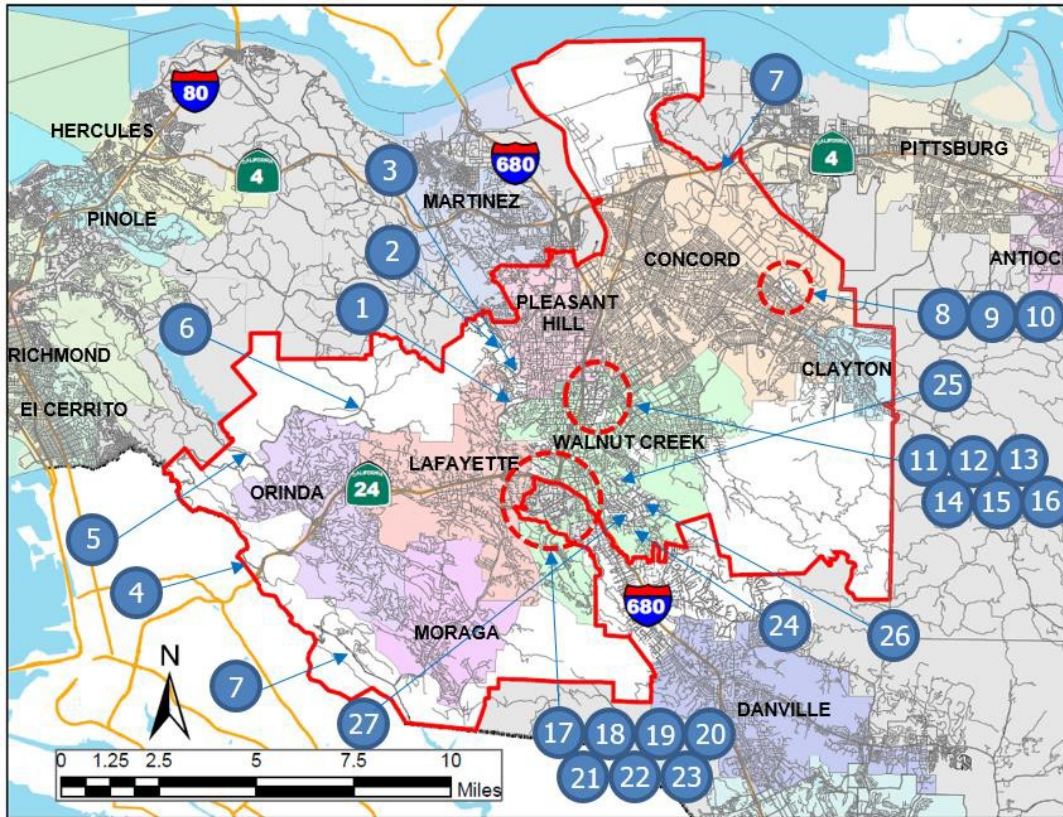 80
HERCULES
CALIFORNIA
4
PINOLE
RICHMOND
El CERRITO
3
2
1
6
MARTINEZ
680
7
CALIFORNIA
4
PITTSBURG
ANTIOC
CONCORD
PLEASANT
HILL
8 9 10
CLAYTON
25
WALNUT CREEK
LAFAYETTE
ORINDA
CALIFORNIA
24
11 12 13
14 15 16
5
4
680
24
26
MORAGA
N
7
27
17 18 19 20
21 22 23
DANVILLE
0 1.25 2.5 5 7.5 10
Miles